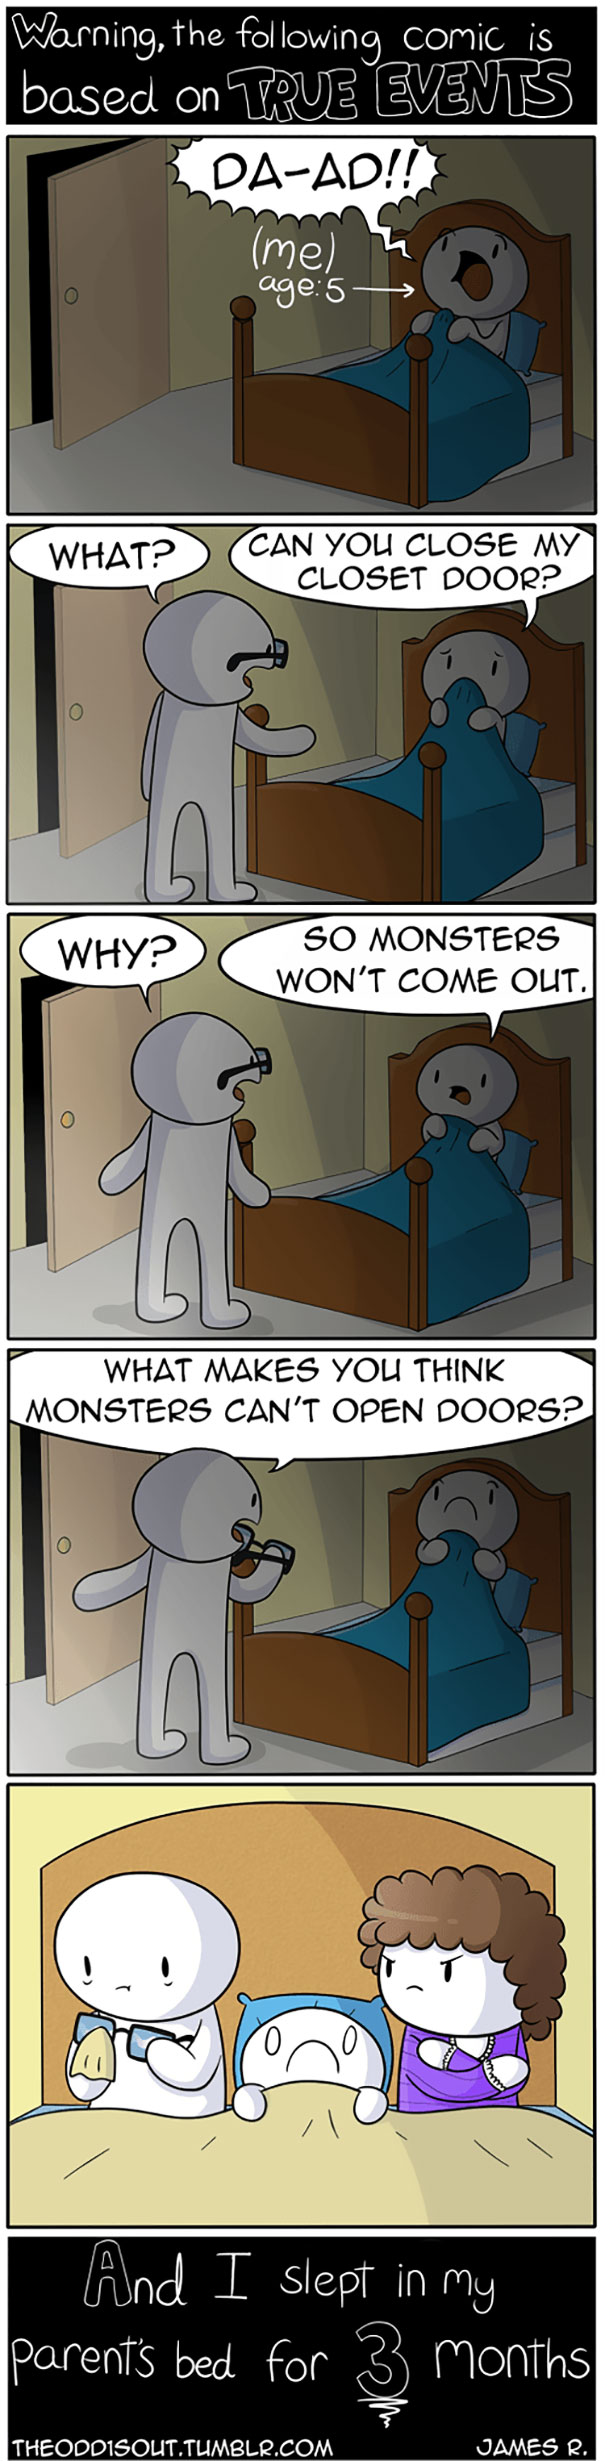 Warning, the following comic is
based on TRUE EVENTS
DA-AD!!
(me)
age:5
WHAT?
CAN YOU CLOSE MY
CLOSET DOOR?
WHY?
SO MONSTERS
WON'T COME OUT.
WHAT MAKES YOU THINK
MONSTERS CAN'T OPEN DOORS?
And I slept in my
parent's bed for 3 months
THEODD1SOUT.TUMBLR.COM
JAMES R.